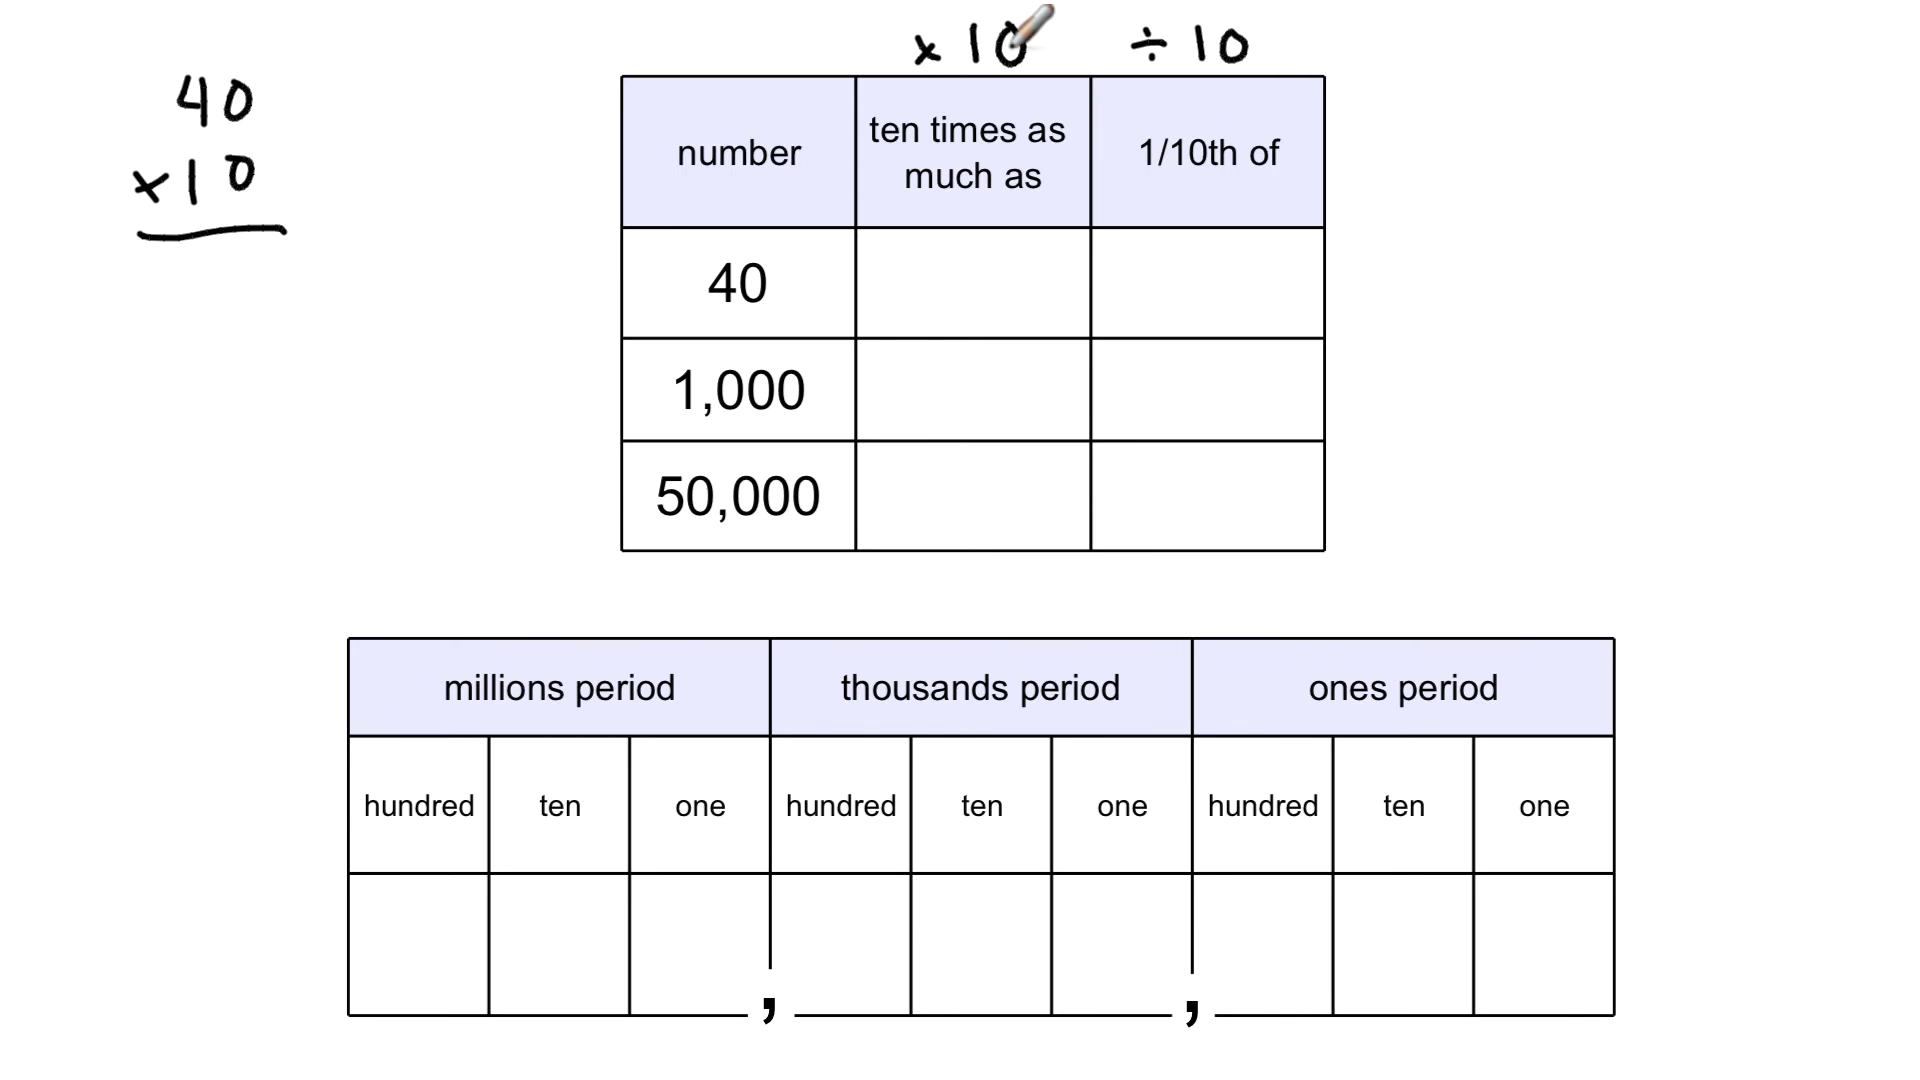 × 10 ÷ 10
40
×10
number ten times as much as 1/10th of
40
1,000
50,000
millions period thousands period ones period
hundred ten one hundred ten one hundred ten one
, ,